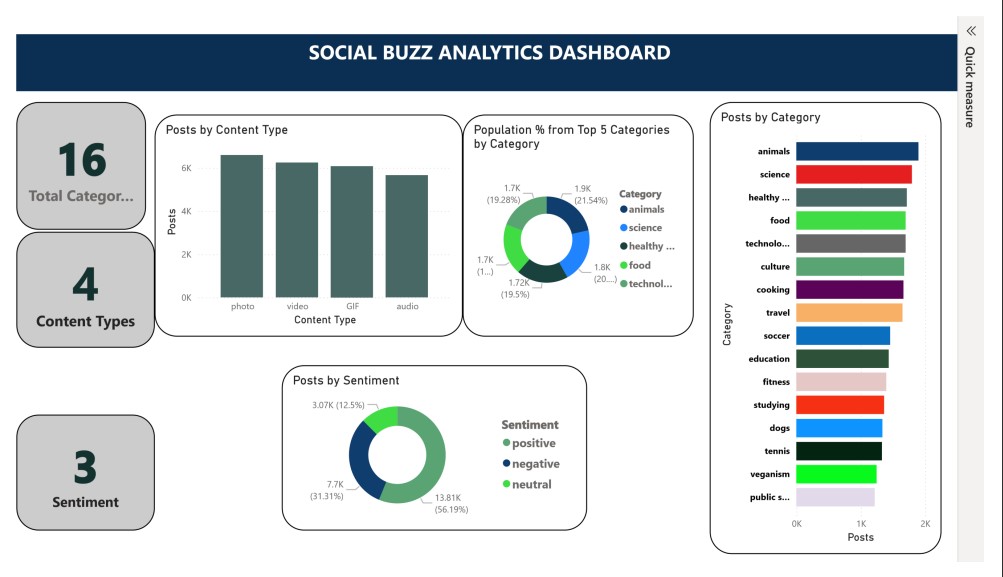 SOCIAL BUZZ ANALYTICS DASHBOARD
Quick measure
16
Total Categor...
4
Content Types
3
Sentiment
Posts by Content Type
Posts
6K
4K
2K
0K
photo video GIF audio
Content Type
Population % from Top 5 Categories
by Category
1.7K
(19.28%)
1.9K
(21.54%)
1.7K
(1...)
1.8K
(20....)
1.72K
(19.5%)
Category
animals
science
healthy ...
food
technol...
Posts by Sentiment
3.07K (12.5%)
7.7K
(31.31%)
13.81K
(56.19%)
Sentiment
positive
negative
neutral
Posts by Category
Category
animals
science
healthy ...
food
technolo...
culture
cooking
travel
soccer
education
fitness
studying
dogs
tennis
veganism
public s...
0K 1K 2K
Posts